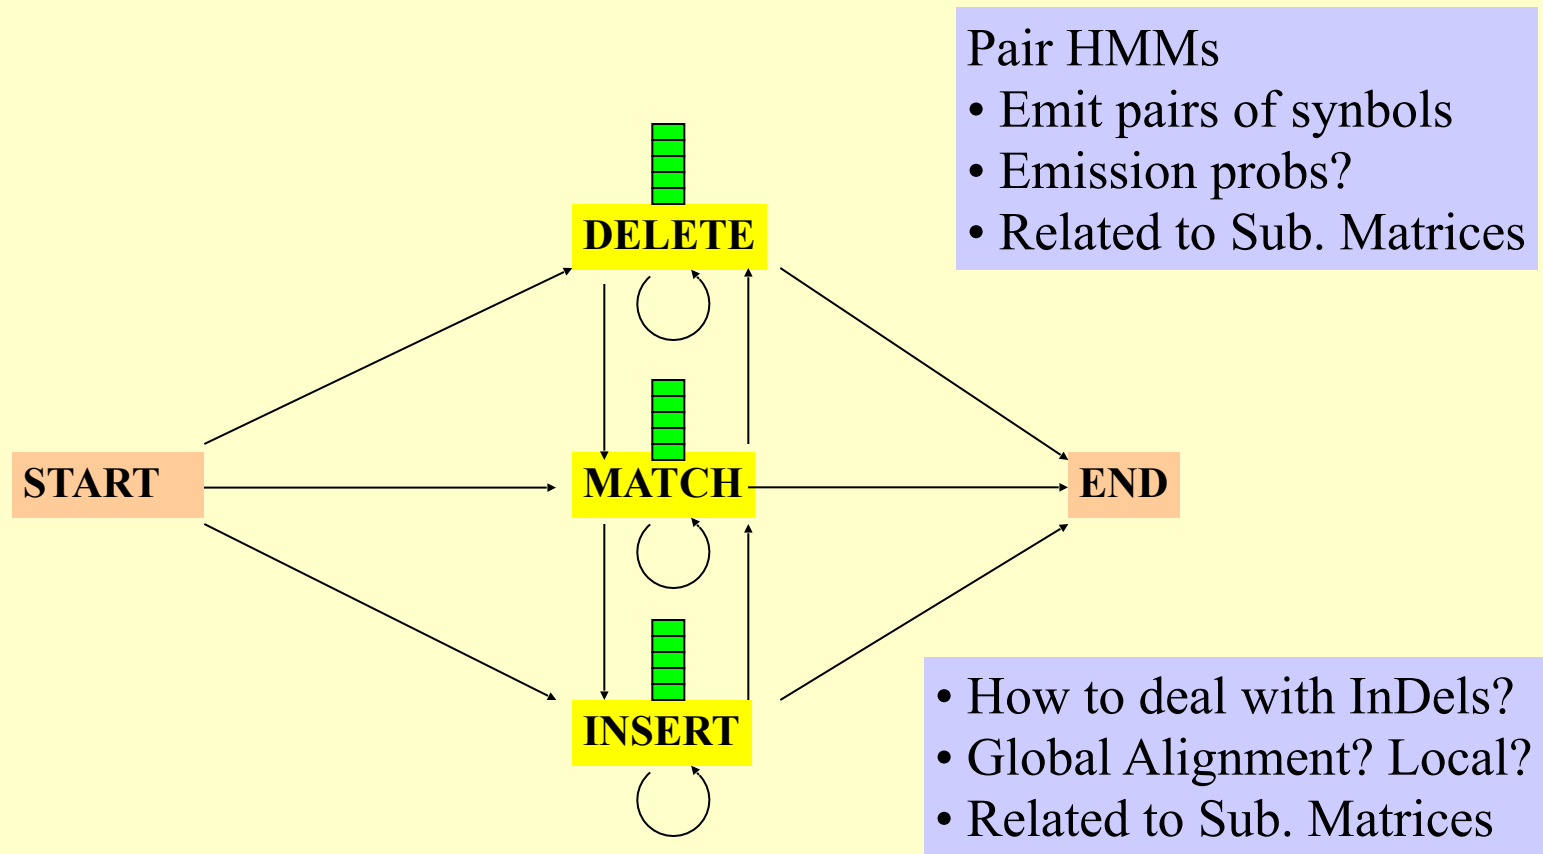 Pair HMMs
• Emit pairs of synbols
• Emission probs?
• Related to Sub. Matrices
DELETE
START
MATCH
END
INSERT
• How to deal with InDels?
• Global Alignment? Local?
• Related to Sub. Matrices